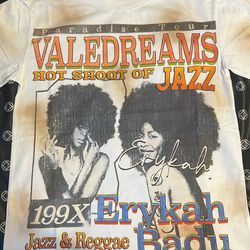 paradise Tour
VALEDREAMS
HOT SHOOT OF JAZZ
Erykah
199X Erykah
Jazz & Reggae Badu